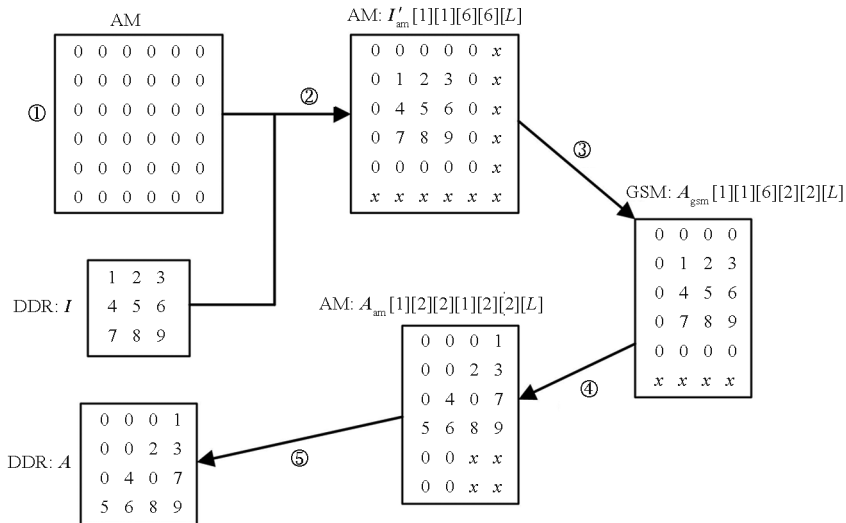 AM
0 0 0 0 0 0
0 0 0 0 0 0
0 0 0 0 0 0
0 0 0 0 0 0
0 0 0 0 0 0
0 0 0 0 0 0
①
②
AM: I′am[1][1][6][6][L]
0 0 0 0 0 x
0 1 2 3 0 x
0 4 5 6 0 x
0 7 8 9 0 x
0 0 0 0 0 x
x x x x x x
③
GSM: Agsm[1][1][6][2][2][L]
0 0 0 0
0 1 2 3
0 4 5 6
0 7 8 9
0 0 0 0
x x x x
DDR: I
1 2 3
4 5 6
7 8 9
AM: Aam[1][2][2][1][2][2][L]
0 0 0 1
0 0 2 3
0 4 0 7
5 6 8 9
0 0 x x
0 0 x x
④
⑤
DDR: A
0 0 0 1
0 0 2 3
0 4 0 7
5 6 8 9